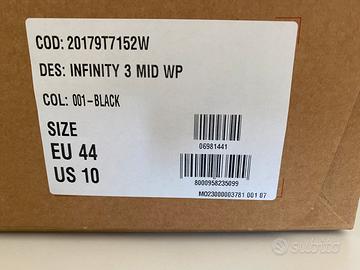 COD: 20179T7152W
DES: INFINITY 3 MID WP
COL: 001-BLACK
SIZE
EU 44
US 10
06981441
8000958235099
MO23000003781 001 07
subito